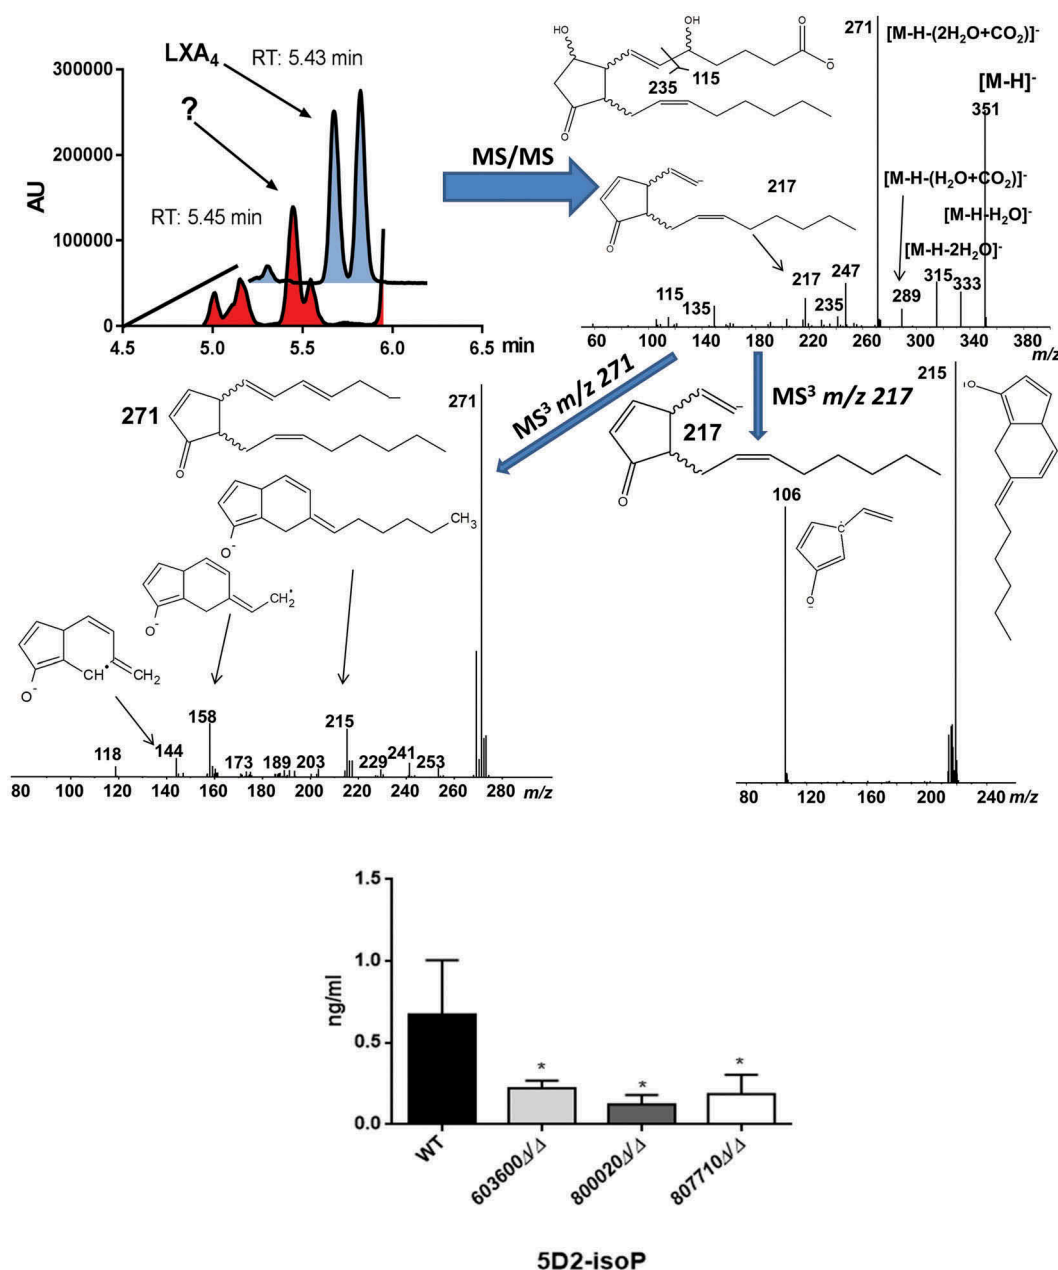 LXA4
RT: 5.43 min
?
RT: 5.45 min
AU
300000
200000
100000
0
4.5 5.0 5.5 6.0 6.5
min
MS/MS
HO
OH
O
O-
O
235
115
271
[M-H-(2H2O+CO2)]-
[M-H]-
351
217
O
-
[M-H-(H2O+CO2)]-
[M-H-H2O]-
[M-H-2H2O]-
115 135 217 235 247 289 315 333
60 100 140 180 220 260 300 340 380
m/z
MS3 m/z 271
MS3 m/z 217
271
O
-
271
CH3
O-
CH2
O-
CH
CH2
O-
118 144 158 173 189 203 215 229 241 253
80 100 120 140 160 180 200 220 240 260 280
m/z
217
O
-
106
C
O-
215
O-
80 120 160 200 240 m/z
1.5
1.0
0.5
0.0
ng/ml
* * *
WT
603600Δ/Δ
800020Δ/Δ
807710Δ/Δ
5D2-isoP